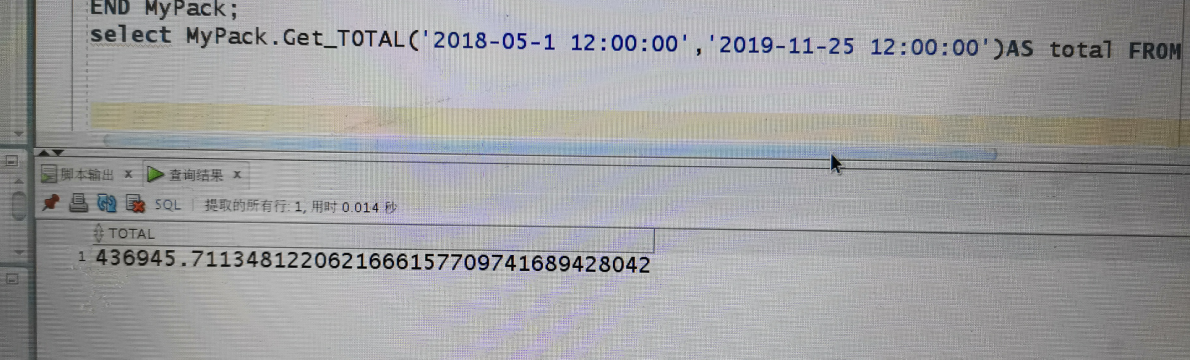 END MyPack;
select MyPack.Get_TOTAL('2018-05-1 12:00:00','2019-11-25 12:00:00')AS total FROM
脚本输出 x 查询结果 x
SQL 提取的所有行: 1, 用时 0.014 秒
TOTAL
1 436945.7113481220621666157709741689428042